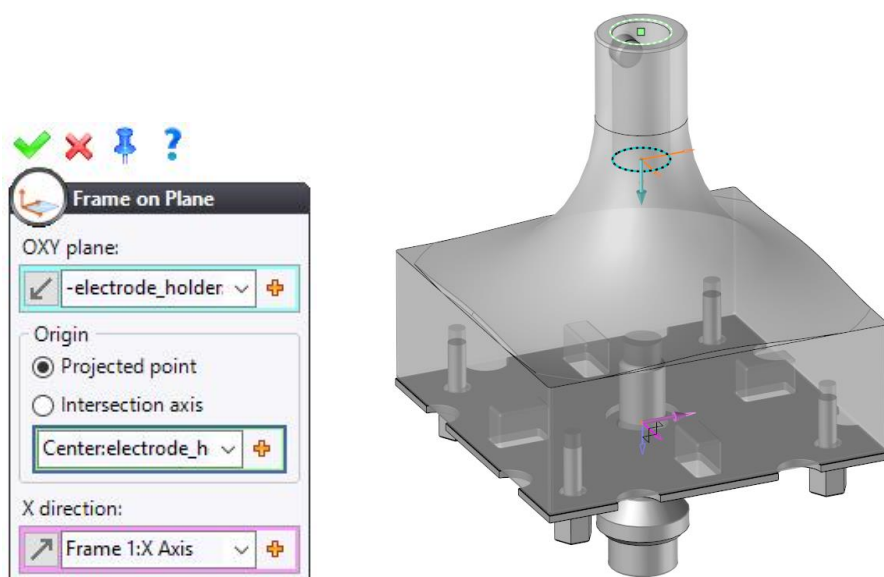 Frame on Plane
OXY plane:
-electrode_holder.
Origin
Projected point
Intersection axis
Center:electrode_h
X direction:
Frame 1:X Axis